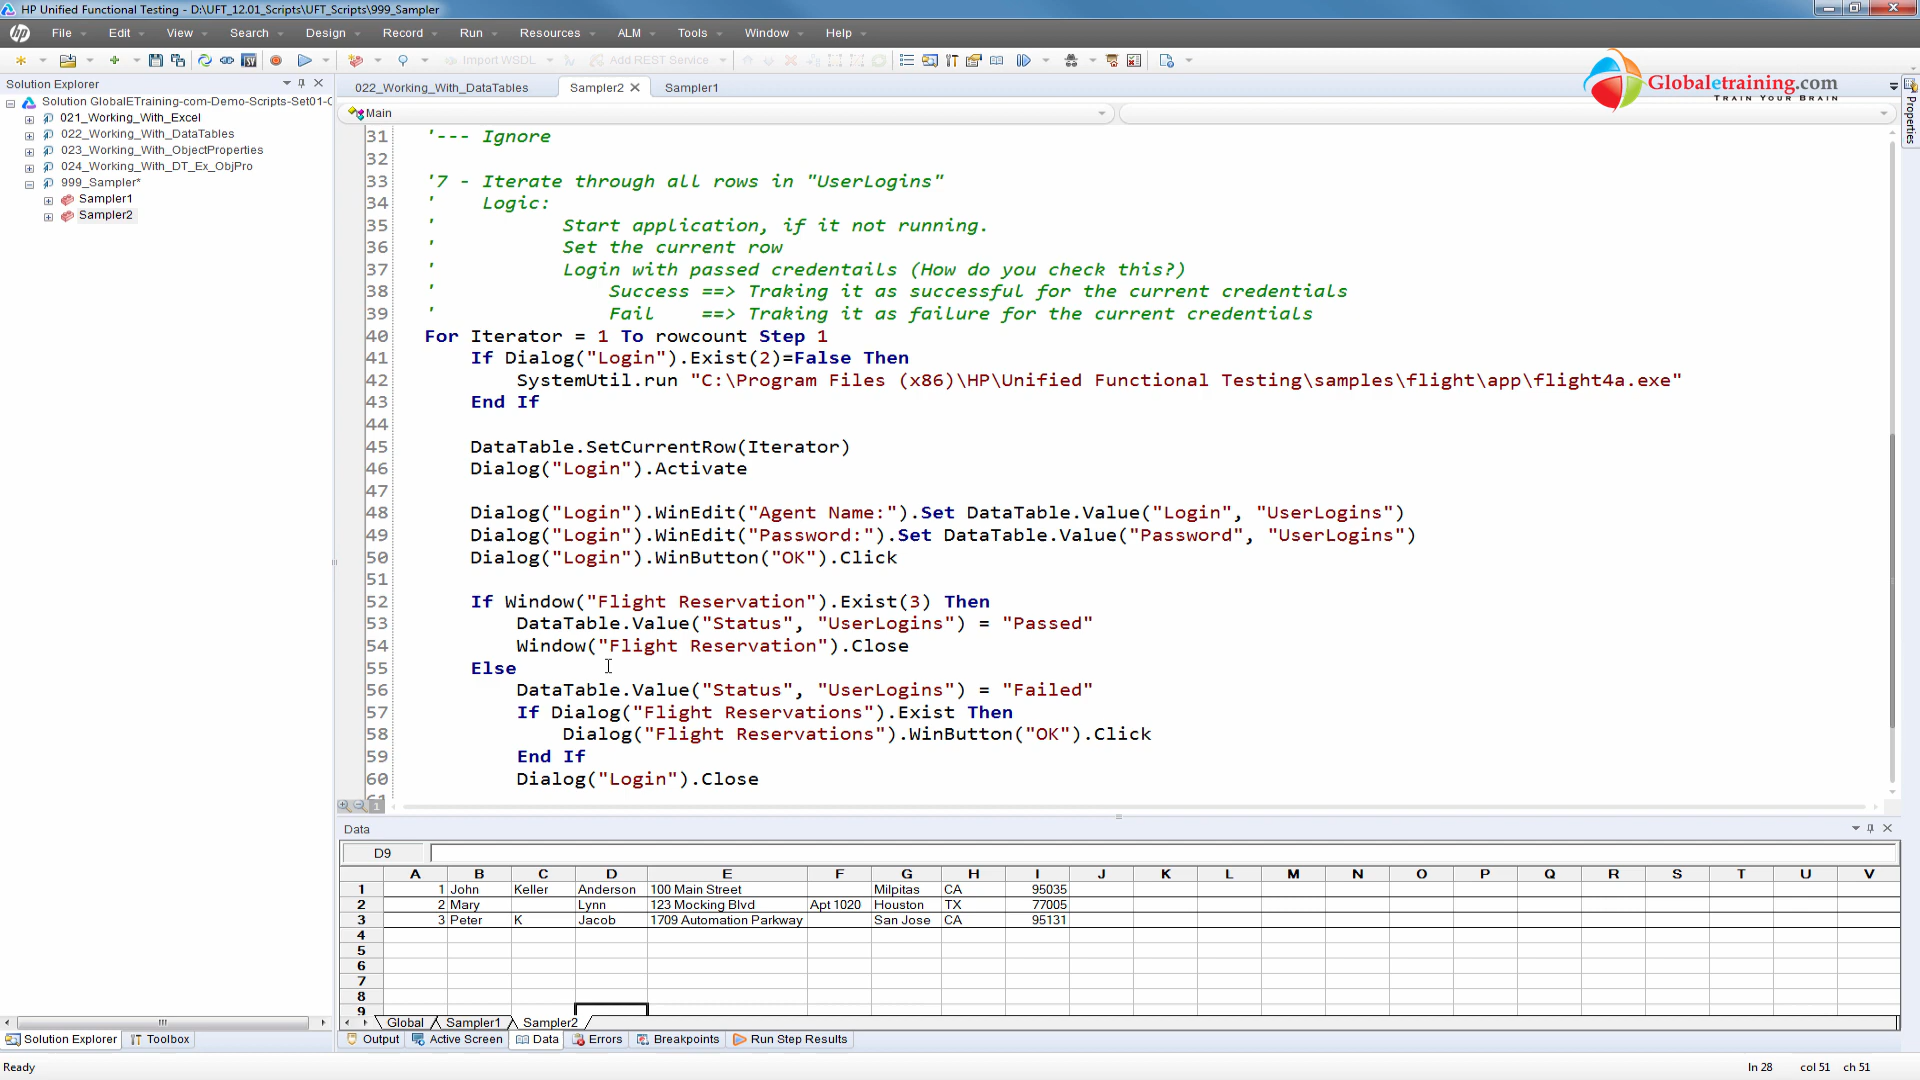 HP Unified Functional Testing - D:\UFT_12.01_Scripts\UFT_Scripts\999_Sampler
File Edit View Search Design Record Run Resources ALM Tools Window Help
Import WSDL Add REST Service
Globaletraining.com
TRAIN YOUR BRAIN
Solution Explorer
022_Working_With_DataTables Sampler2 Sampler1
Properties
Solution GlobalETraining-com-Demo-Scripts-Set01-C
021_Working_With_Excel
022_Working_With_DataTables
023_Working_With_ObjectProperties
024_Working_With_DT_Ex_ObjPro
999_Sampler*
Sampler1
Sampler2
Main
31 '--- Ignore
32
33 '7 - Iterate through all rows in "UserLogins"
34 ' Logic:
35 ' Start application, if it not running.
36 ' Set the current row
37 ' Login with passed credentails (How do you check this?)
38 ' Success ==> Traking it as successful for the current credentials
39 ' Fail ==> Traking it as failure for the current credentials
40 For Iterator = 1 To rowcount Step 1
41 If Dialog("Login").Exist(2)=False Then
42 SystemUtil.run "C:\Program Files (x86)\HP\Unified Functional Testing\samples\flight\app\flight4a.exe"
43 End If
44
45 DataTable.SetCurrentRow(Iterator)
46 Dialog("Login").Activate
47
48 Dialog("Login").WinEdit("Agent Name:").Set DataTable.Value("Login", "UserLogins")
49 Dialog("Login").WinEdit("Password:").Set DataTable.Value("Password", "UserLogins")
50 Dialog("Login").WinButton("OK").Click
51
52 If Window("Flight Reservation").Exist(3) Then
53 DataTable.Value("Status", "UserLogins") = "Passed"
54 Window("Flight Reservation").Close
55 Else
56 DataTable.Value("Status", "UserLogins") = "Failed"
57 If Dialog("Flight Reservations").Exist Then
58 Dialog("Flight Reservations").WinButton("OK").Click
59 End If
60 Dialog("Login").Close
1
Data
D9
A B C D E F G H I J K L M N O P Q R S T U V
1 1 John Keller Anderson 100 Main Street Milpitas CA 95035
2 2 Mary Lynn 123 Mocking Blvd Apt 1020 Houston TX 77005
3 3 Peter K Jacob 1709 Automation Parkway San Jose CA 95131
4
5
6
7
8
9
Global Sampler1 Sampler2
Solution Explorer Toolbox Output Active Screen Data Errors Breakpoints Run Step Results
Ready ln 28 col 51 ch 51